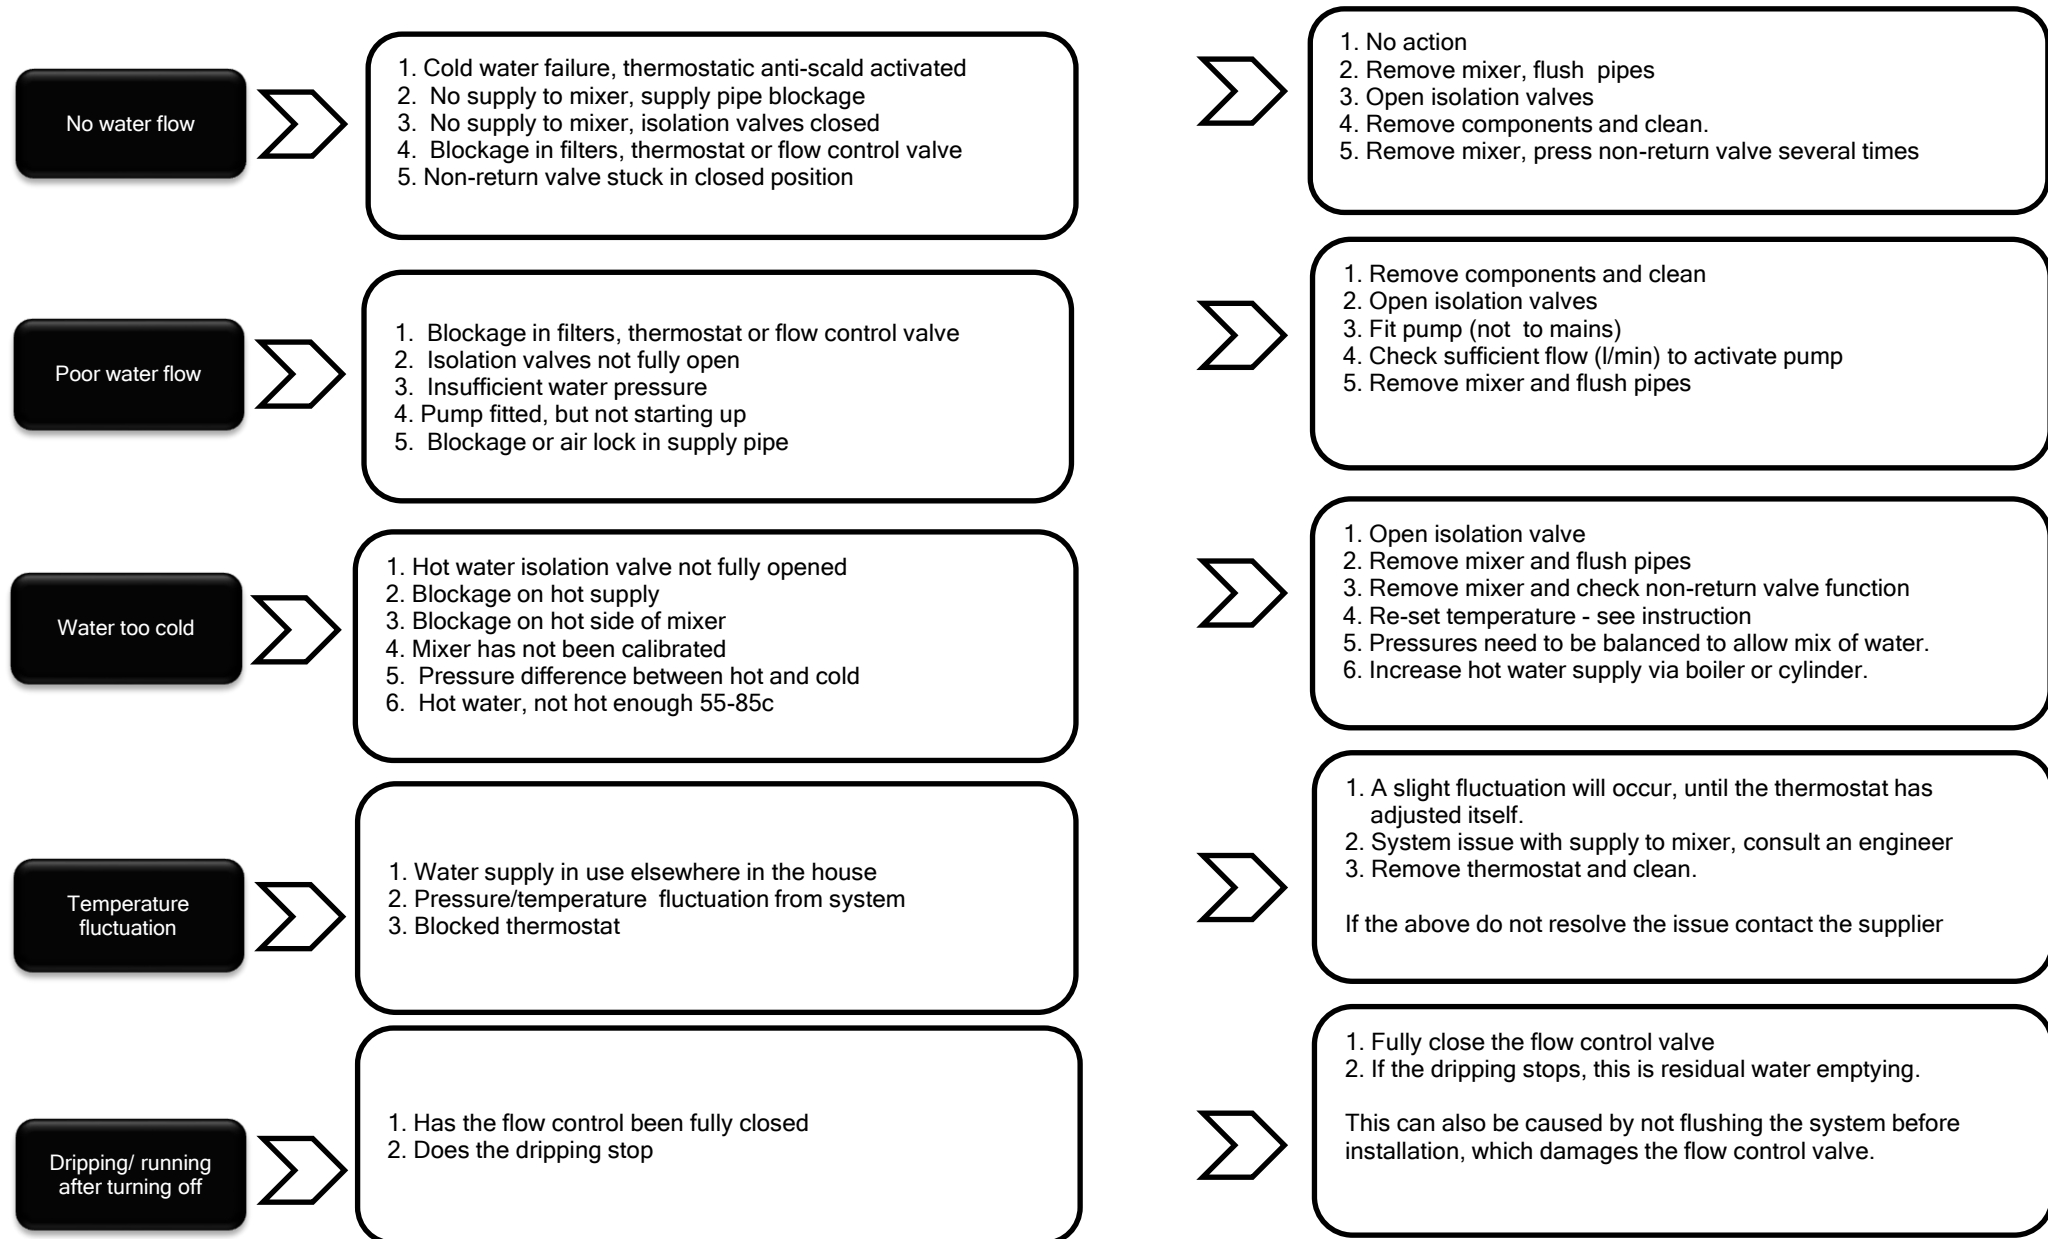 No water flow
1. Cold water failure, thermostatic anti-scald activated
2. No supply to mixer, supply pipe blockage
3. No supply to mixer, isolation valves closed
4. Blockage in filters, thermostat or flow control valve
5. Non-return valve stuck in closed position
1. No action
2. Remove mixer, flush pipes
3. Open isolation valves
4. Remove components and clean.
5. Remove mixer, press non-return valve several times
Poor water flow
1. Blockage in filters, thermostat or flow control valve
2. Isolation valves not fully open
3. Insufficient water pressure
4. Pump fitted, but not starting up
5. Blockage or air lock in supply pipe
1. Remove components and clean
2. Open isolation valves
3. Fit pump (not to mains)
4. Check sufficient flow (l/min) to activate pump
5. Remove mixer and flush pipes
Water too cold
1. Hot water isolation valve not fully opened
2. Blockage on hot supply
3. Blockage on hot side of mixer
4. Mixer has not been calibrated
5. Pressure difference between hot and cold
6. Hot water, not hot enough 55-85c
1. Open isolation valve
2. Remove mixer and flush pipes
3. Remove mixer and check non-return valve function
4. Re-set temperature - see instruction
5. Pressures need to be balanced to allow mix of water.
6. Increase hot water supply via boiler or cylinder.
Temperature
fluctuation
1. Water supply in use elsewhere in the house
2. Pressure/temperature fluctuation from system
3. Blocked thermostat
1. A slight fluctuation will occur, until the thermostat has
adjusted itself.
2. System issue with supply to mixer, consult an engineer
3. Remove thermostat and clean.
If the above do not resolve the issue contact the supplier
Dripping/ running
after turning off
1. Has the flow control been fully closed
2. Does the dripping stop
1. Fully close the flow control valve
2. If the dripping stops, this is residual water emptying.
This can also be caused by not flushing the system before
installation, which damages the flow control valve.